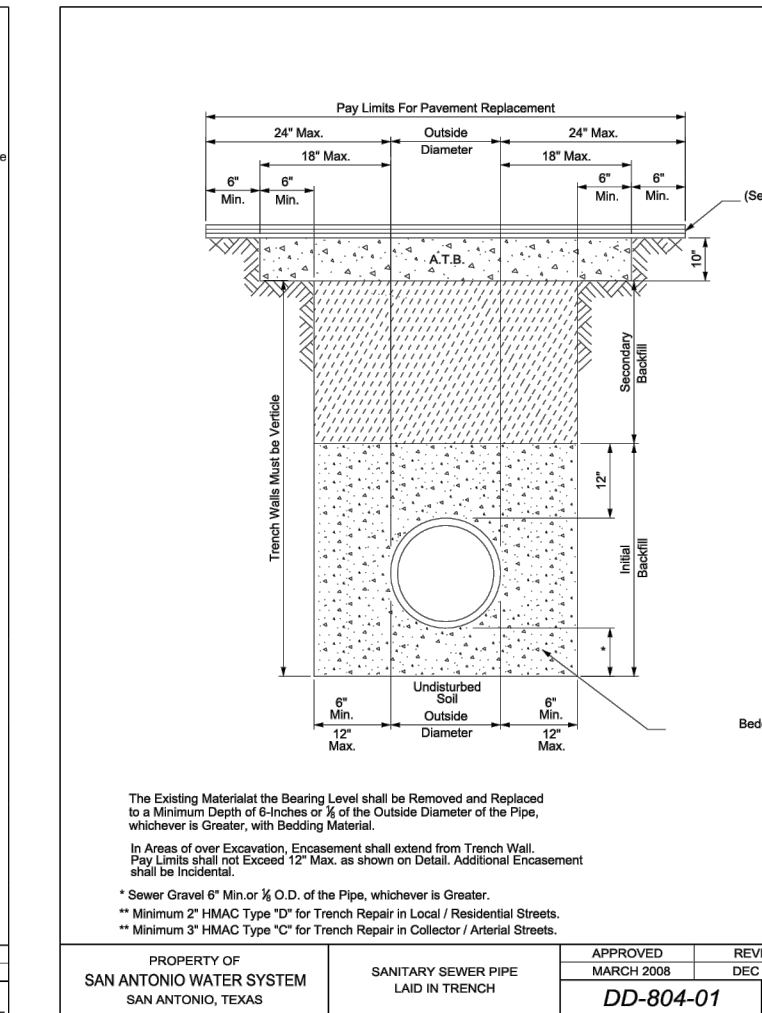 e
Pay Limits For Pavement Replacement
24" Max.
Outside
Diameter
24" Max.
18" Max.
18" Max.
6"
Min.
6"
Min.
6"
Min.
6"
Min.
(Se
A.T.B.
10"
Secondary
Backfill
Trench Walls Must be Verticle
12"
Initial
Backfill
*
Undisturbed
Soil
6"
Min.
12"
Max.
Outside
Diameter
6"
Min.
12"
Max.
Bedd
The Existing Materialat the Bearing Level shall be Removed and Replaced
to a Minimum Depth of 6-Inches or ⅛ of the Outside Diameter of the Pipe,
whichever is Greater, with Bedding Material.
In Areas of over Excavation, Encasement shall extend from Trench Wall.
Pay Limits shall not Exceed 12" Max. as shown on Detail. Additional Encasement
shall be Incidental.
* Sewer Gravel 6" Min.or ⅛ O.D. of the Pipe, whichever is Greater.
** Minimum 2" HMAC Type "D" for Trench Repair in Local / Residential Streets.
** Minimum 3" HMAC Type "C" for Trench Repair in Collector / Arterial Streets.
PROPERTY OF
SAN ANTONIO WATER SYSTEM
SAN ANTONIO, TEXAS
SANITARY SEWER PIPE
LAID IN TRENCH
APPROVED
MARCH 2008
REVI
DEC
DD-804-01